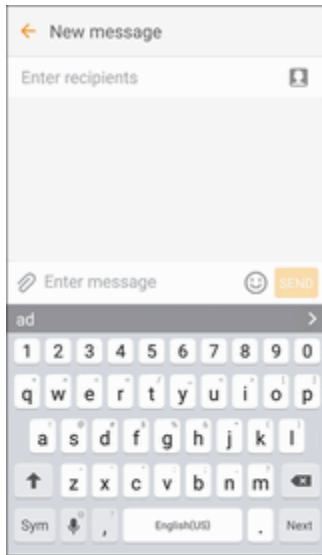 New message
Enter recipients
Enter message SEND
ad
1 2 3 4 5 6 7 8 9 0
q w e r t y u i o p
a s d f g h j k l
z x c v b n m
Sym , English(US) . Next